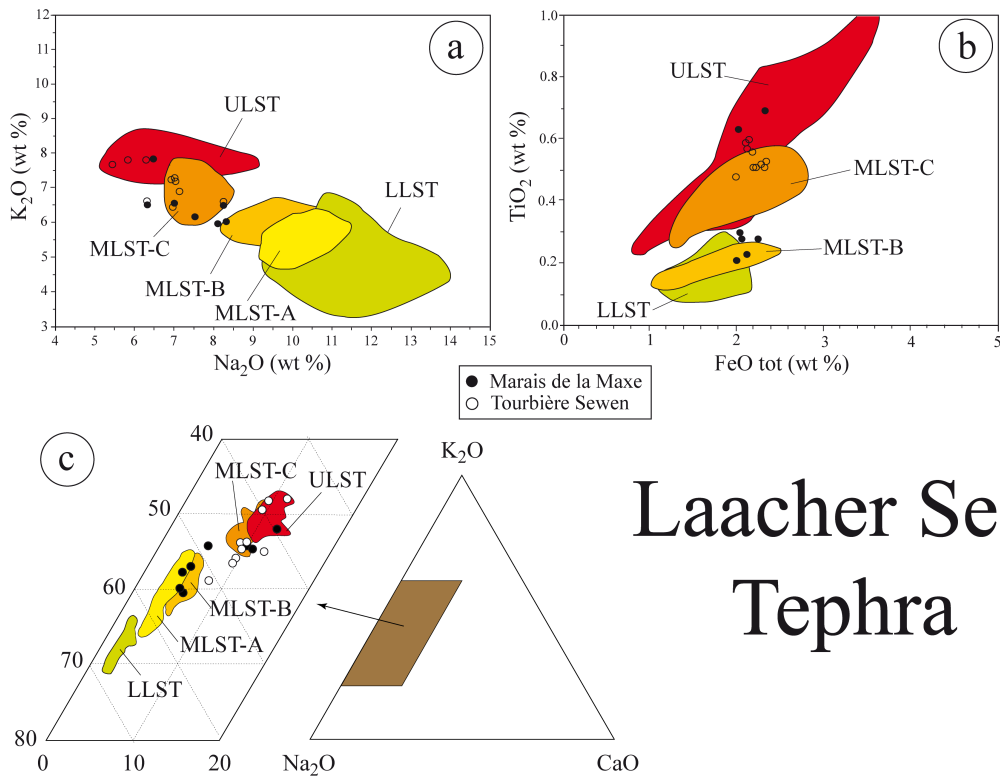 a
12
11
10
9
8
7
6
5
4
3
K2O (wt %)
ULST
LLST
MLST-C
MLST-B
MLST-A
4 5 6 7 8 9 10 11 12 13 14 15
Na2O (wt %)
b
1.0
0.8
0.6
0.4
0.2
0.0
TiO2 (wt %)
ULST
MLST-C
MLST-B
LLST
0 1 2 3 4 5
FeO tot (wt %)
Marais de la Maxe
Tourbière Sewen
c
40
50
60
70
80
MLST-C
ULST
MLST-B
MLST-A
LLST
0 10 20
K2O
Na2O
CaO
Laacher Se
Tephra